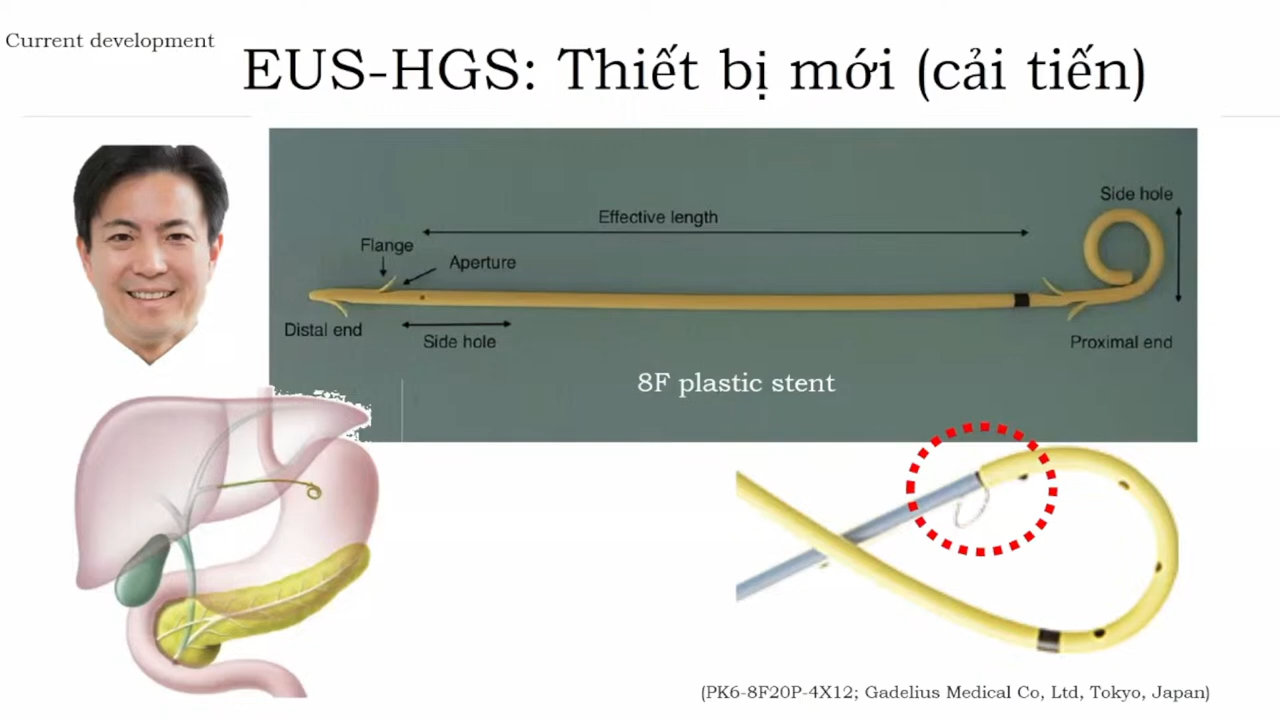 Current development
EUS-HGS: Thiết bị mới (cải tiến)
Side hole
Effective length
Flange
Aperture
Distal end
Side hole
Proximal end
8F plastic stent
(PK6-8F20P-4X12; Gadelius Medical Co, Ltd, Tokyo, Japan)